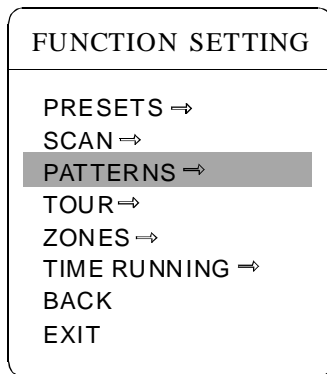 FUNCTION SETTING
PRESETS ⇒
SCAN ⇒
PATTERNS ⇒
TOUR ⇒
ZONES ⇒
TIME RUNNING ⇒
BACK
EXIT